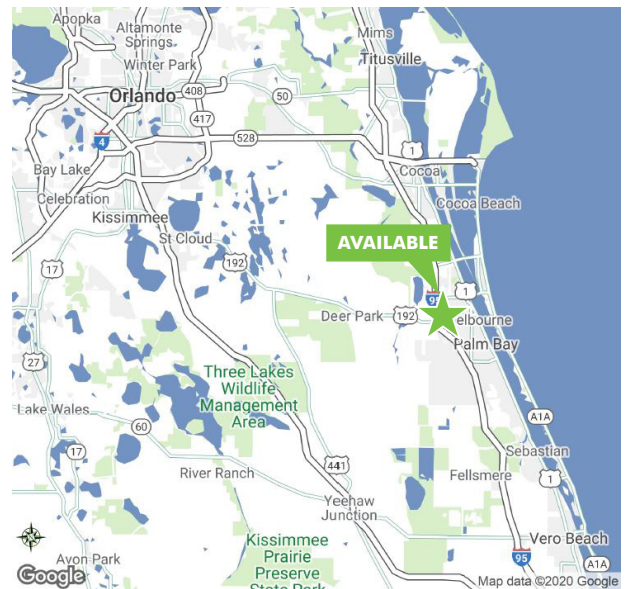 Apopka
Altamonte
Springs
Mims
Titusville
Winter Park
Orlando
408
50
417
4
528
1
Bay Lake
Cocoa
Celebration
Cocoa Beach
Kissimmee
St Cloud
AVAILABLE
192
17
95
1
Deer Park
192
elbourne
Palm Bay
27
Three Lakes
Wildlife
Management
Area
Lake Wales
A1A
60
17
441
Sebastian
River Ranch
Fellsmere
1
Yeehaw
Junction
Vero Beach
Kissimmee
Prairie
Preserve
State Park
Avon Park
95
A1A
Google
Map data ©2020 Google